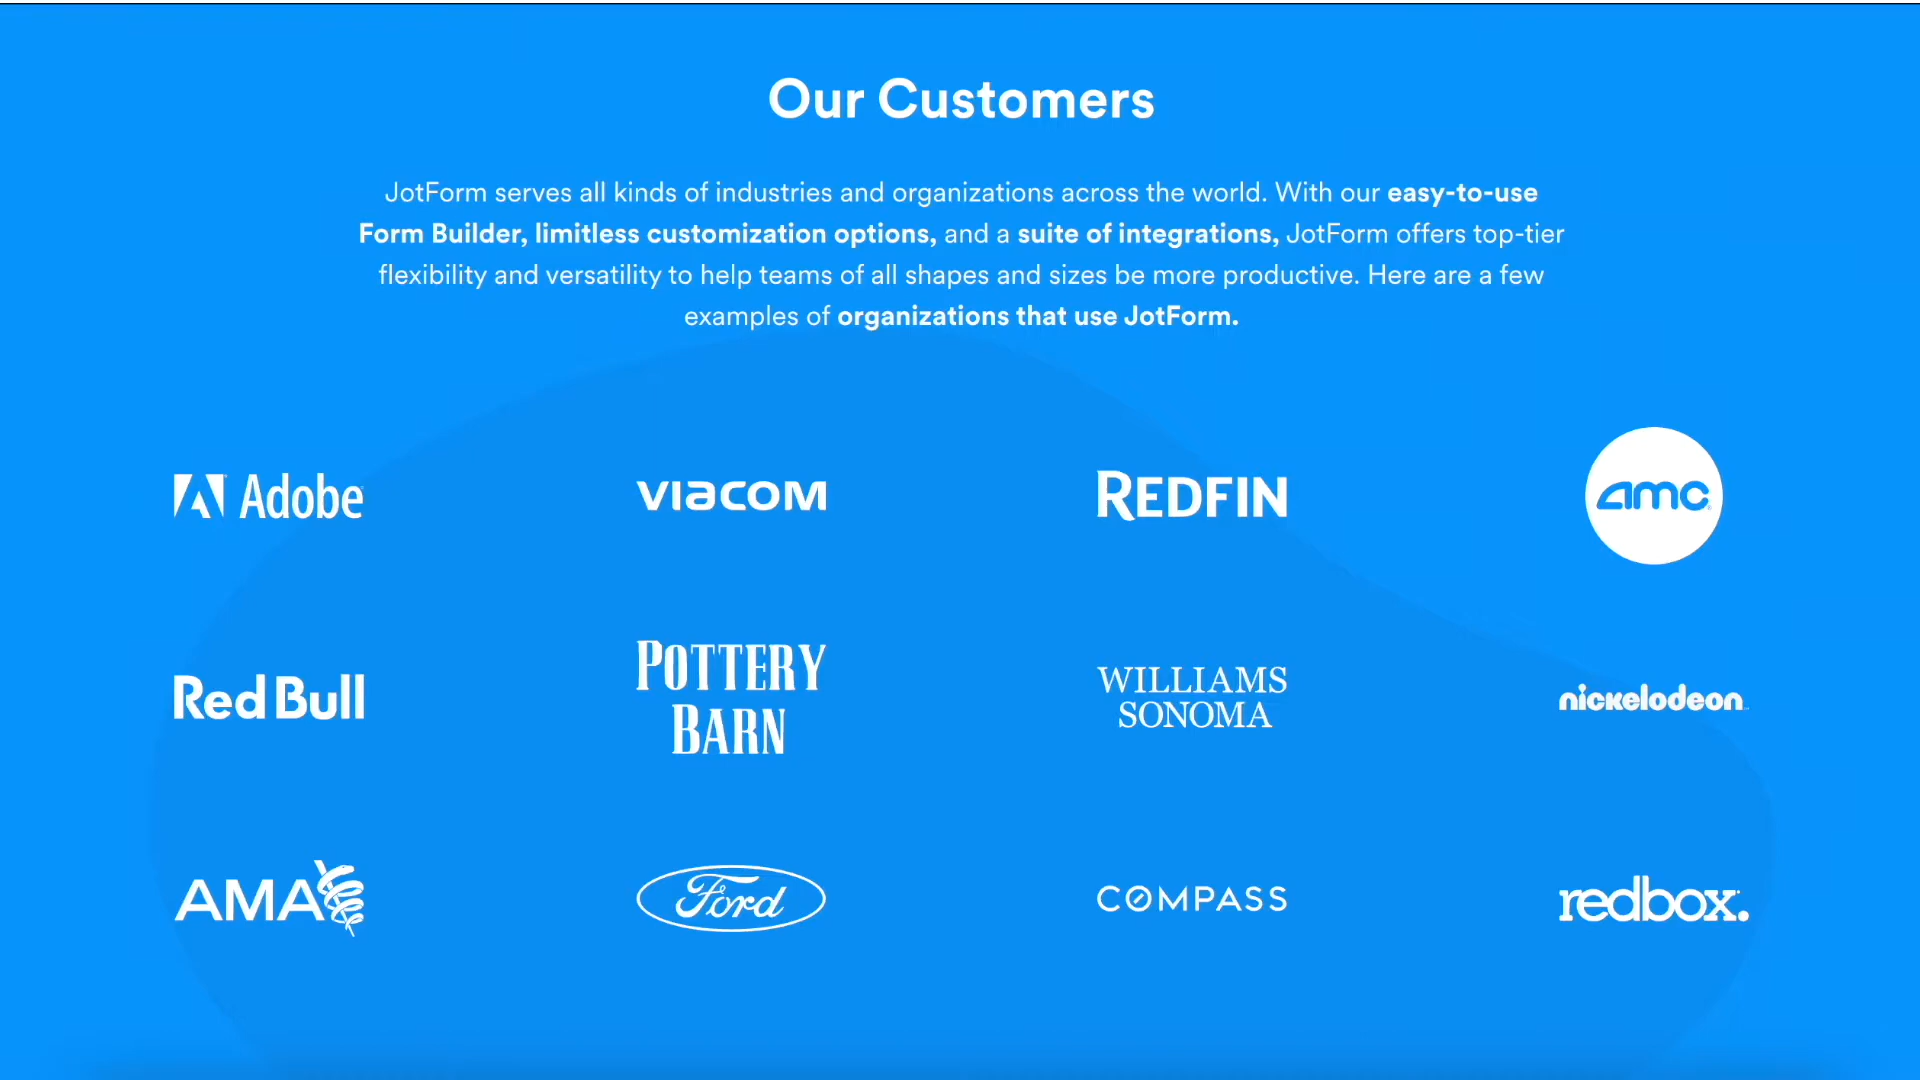 Our Customers
JotForm serves all kinds of industries and organizations across the world. With our easy-to-use
Form Builder, limitless customization options, and a suite of integrations, JotForm offers top-tier
flexibility and versatility to help teams of all shapes and sizes be more productive. Here are a few
examples of organizations that use JotForm.
Adobe
VIACOM
REDFIN
amc
Red Bull
POTTERY
BARN
WILLIAMS
SONOMA
nickelodeon
AMA
Ford
COMPASS
redbox.